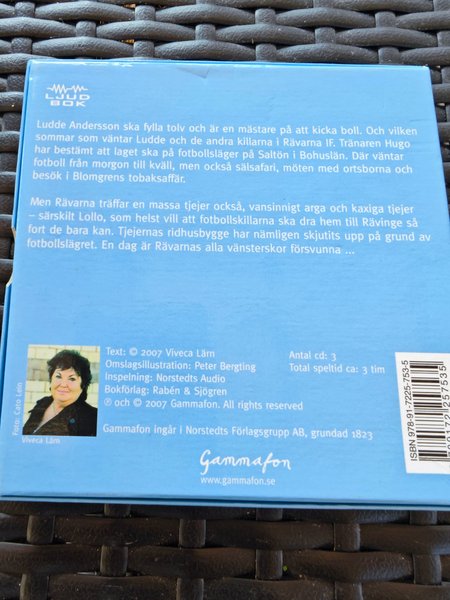 LJUD
BOK
Ludde Andersson ska fylla tolv och är en mästare på att kicka boll. Och vilken
sommar som väntar Ludde och de andra killarna i Rävarna IF. Tränaren Hugo
har bestämt att laget ska på fotbollsläger på Saltön i Bohuslän. Där väntar
fotboll från morgon till kväll, men också sälsafari, möten med ortsborna och
besök i Blomgrens tobaksaffär.
Men Rävarna träffar en massa tjejer också, vansinnigt arga och kaxiga tjejer
– särskilt Lollo, som helst vill att fotbollskillarna ska dra hem till Rävinge så
fort de bara kan. Tjejernas ridhusbygge har nämligen skjutits upp på grund av
fotbollslägret. En dag är Rävarnas alla vänsterskor försvunna ...
Foto: Cato Lein
Viveca Lärn
Text: © 2007 Viveca Lärn
Omslagsillustration: Peter Bergting
Inspelning: Norstedts Audio
Bokförlag: Rabén & Sjögren
℗ och © 2007 Gammafon. All rights reserved
Gammafon ingår i Norstedts Förlagsgrupp AB, grundad 1823
Antal cd: 3
Total speltid ca: 3 tim
ISBN 978-91-7225-753-5
Gammafon
www.gammafon.se